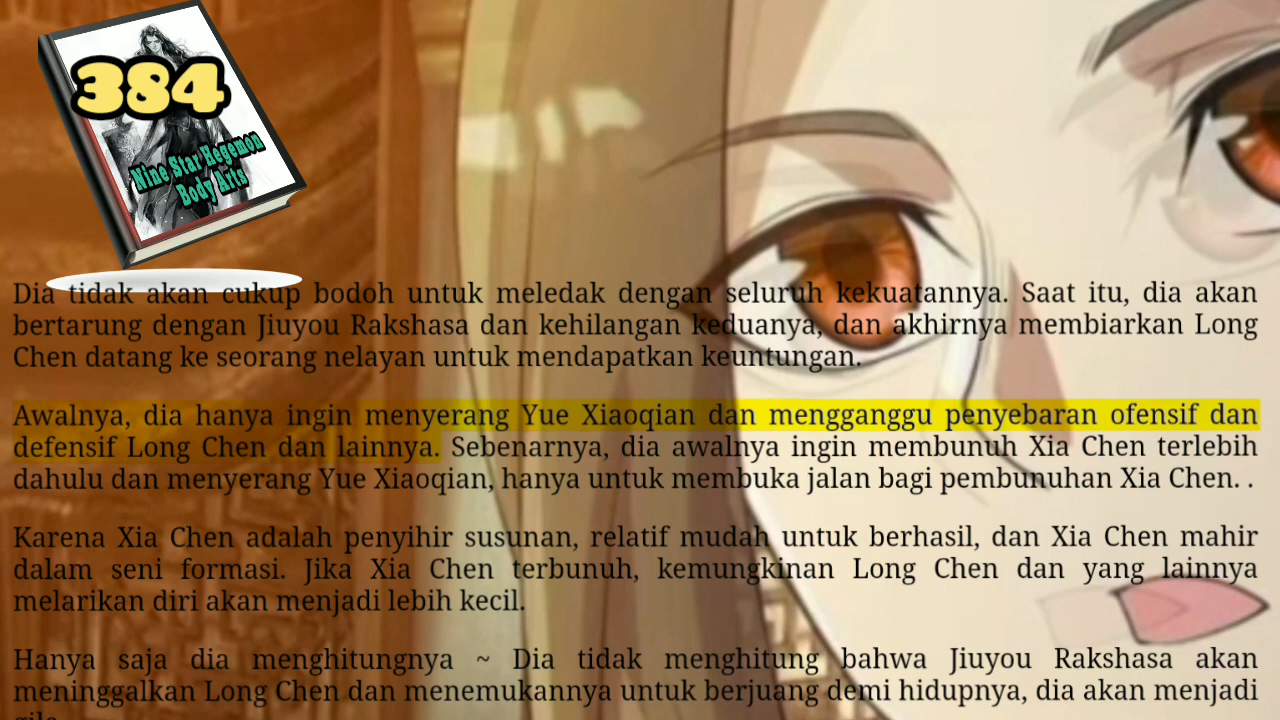 384
Nine Star Hegemon
Body Arts
Dia tidak akan cukup bodoh untuk meledak dengan seluruh kekuatannya. Saat itu, dia akan
bertarung dengan Jiuyou Rakshasa dan kehilangan keduanya, dan akhirnya membiarkan Long
Chen datang ke seorang nelayan untuk mendapatkan keuntungan.
Awalnya, dia hanya ingin menyerang Yue Xiaoqian dan mengganggu penyebaran ofensif dan
defensif Long Chen dan lainnya. Sebenarnya, dia awalnya ingin membunuh Xia Chen terlebih
dahulu dan menyerang Yue Xiaoqian, hanya untuk membuka jalan bagi pembunuhan Xia Chen. .
Karena Xia Chen adalah penyihir susunan, relatif mudah untuk berhasil, dan Xia Chen mahir
dalam seni formasi. Jika Xia Chen terbunuh, kemungkinan Long Chen dan yang lainnya
melarikan diri akan menjadi lebih kecil.
Hanya saja dia menghitungnya ~ Dia tidak menghitung bahwa Jiuyou Rakshasa akan
meninggalkan Long Chen dan menemukannya untuk berjuang demi hidupnya, dia akan menjadi